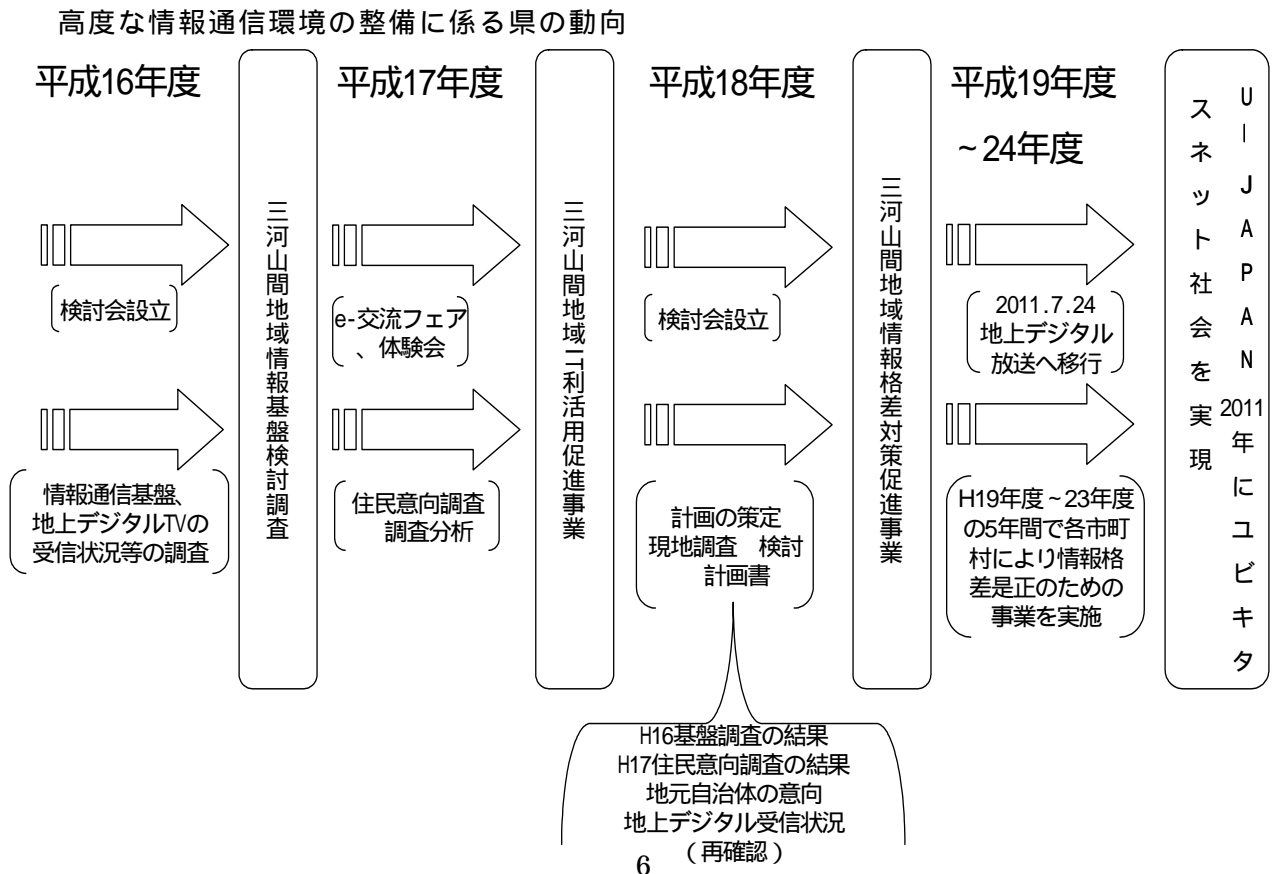 高度な情報通信環境の整備に係る県の動向
平成16年度
検討会設立
情報通信基盤、
地上デジタルTVの
受信状況等の調査
三河山間地域情報基盤検討調査
平成17年度
e-交流フェア
、体験会
住民意向調査
調査分析
三河山間地域IT利活用促進事業
平成18年度
検討会設立
計画の策定
現地調査　検討
計画書
H16基盤調査の結果
H17住民意向調査の結果
地元自治体の意向
地上デジタル受信状況
(再確認)
三河山間地域情報格差対策促進事業
平成19年度
~24年度
2011.7.24
地上デジタル
放送へ移行
H19年度~23年度
の5年間で各市町
村により情報格
差是正のための
事業を実施
U-JAPAN 2011年にユビキタ
スネット社会を実現
6